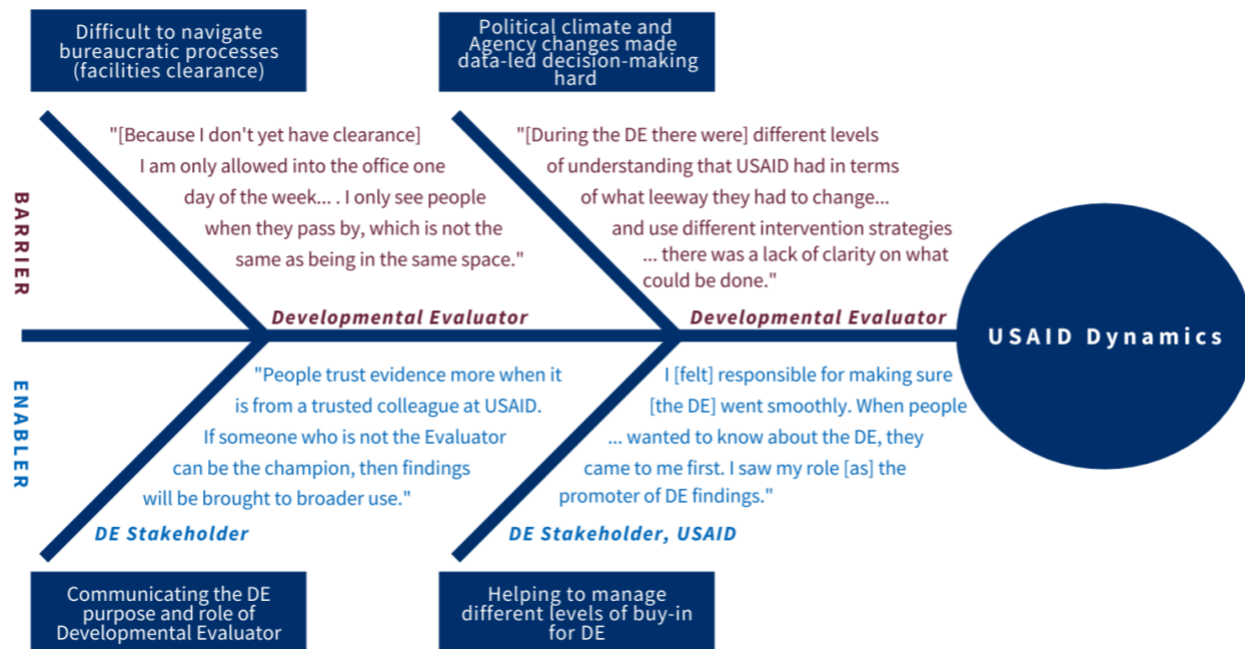 Difficult to navigate
bureaucratic processes
(facilities clearance)
Political climate and
Agency changes made
data-led decision-making
hard
BARRIER
"[Because I don't yet have clearance]
I am only allowed into the office one
day of the week... . I only see people
when they pass by, which is not the
same as being in the same space."
Developmental Evaluator
"[During the DE there were] different levels
of understanding that USAID had in terms
of what leeway they had to change...
and use different intervention strategies
... there was a lack of clarity on what
could be done."
Developmental Evaluator
USAID Dynamics
ENABLER
"People trust evidence more when it
is from a trusted colleague at USAID.
If someone who is not the Evaluator
can be the champion, then findings
will be brought to broader use."
DE Stakeholder
I [felt] responsible for making sure
[the DE] went smoothly. When people
... wanted to know about the DE, they
came to me first. I saw my role [as] the
promoter of DE findings."
DE Stakeholder, USAID
Communicating the DE
purpose and role of
Developmental Evaluator
Helping to manage
different levels of buy-in
for DE